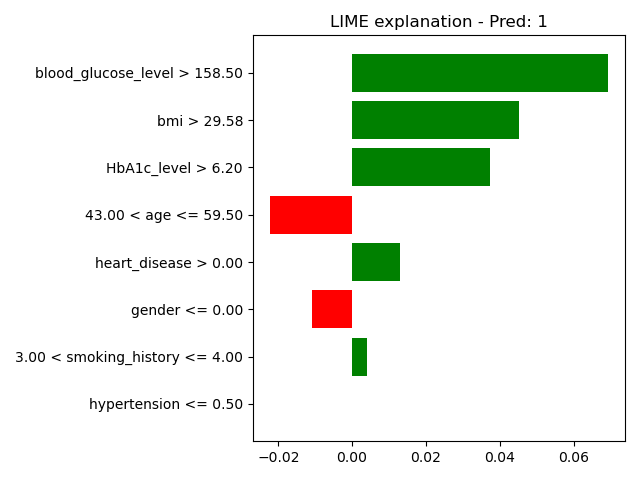 LIME explanation - Pred: 1
blood_glucose_level > 158.50
bmi > 29.58
HbA1c_level > 6.20
43.00 < age <= 59.50
heart_disease > 0.00
gender <= 0.00
3.00 < smoking_history <= 4.00
hypertension <= 0.50
−0.02 0.00 0.02 0.04 0.06